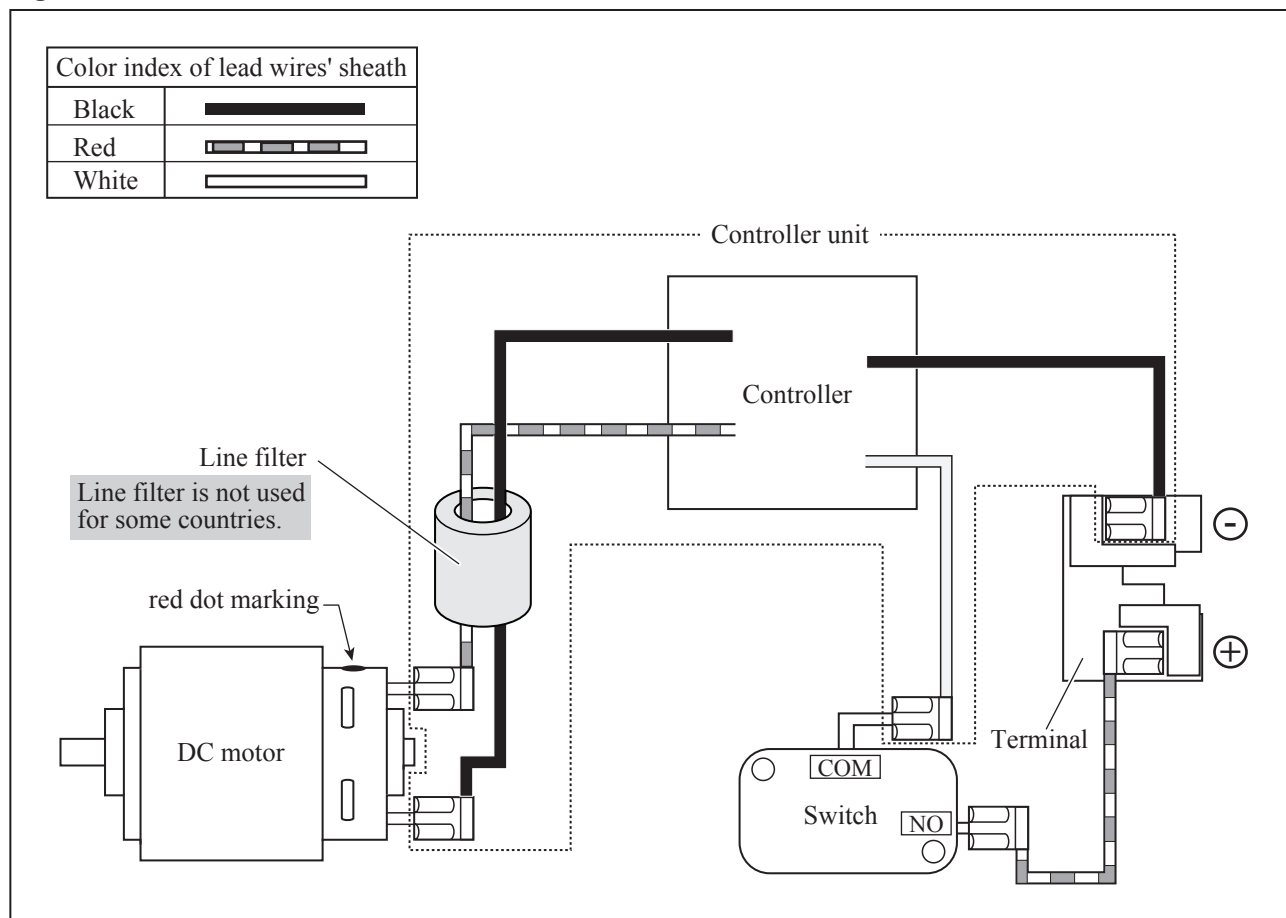 Color index of lead wires' sheath
Black
Red
White
Controller unit
Controller
Line filter
Line filter is not used
for some countries.
red dot marking
DC motor
-
+
Terminal
COM
Switch
NO